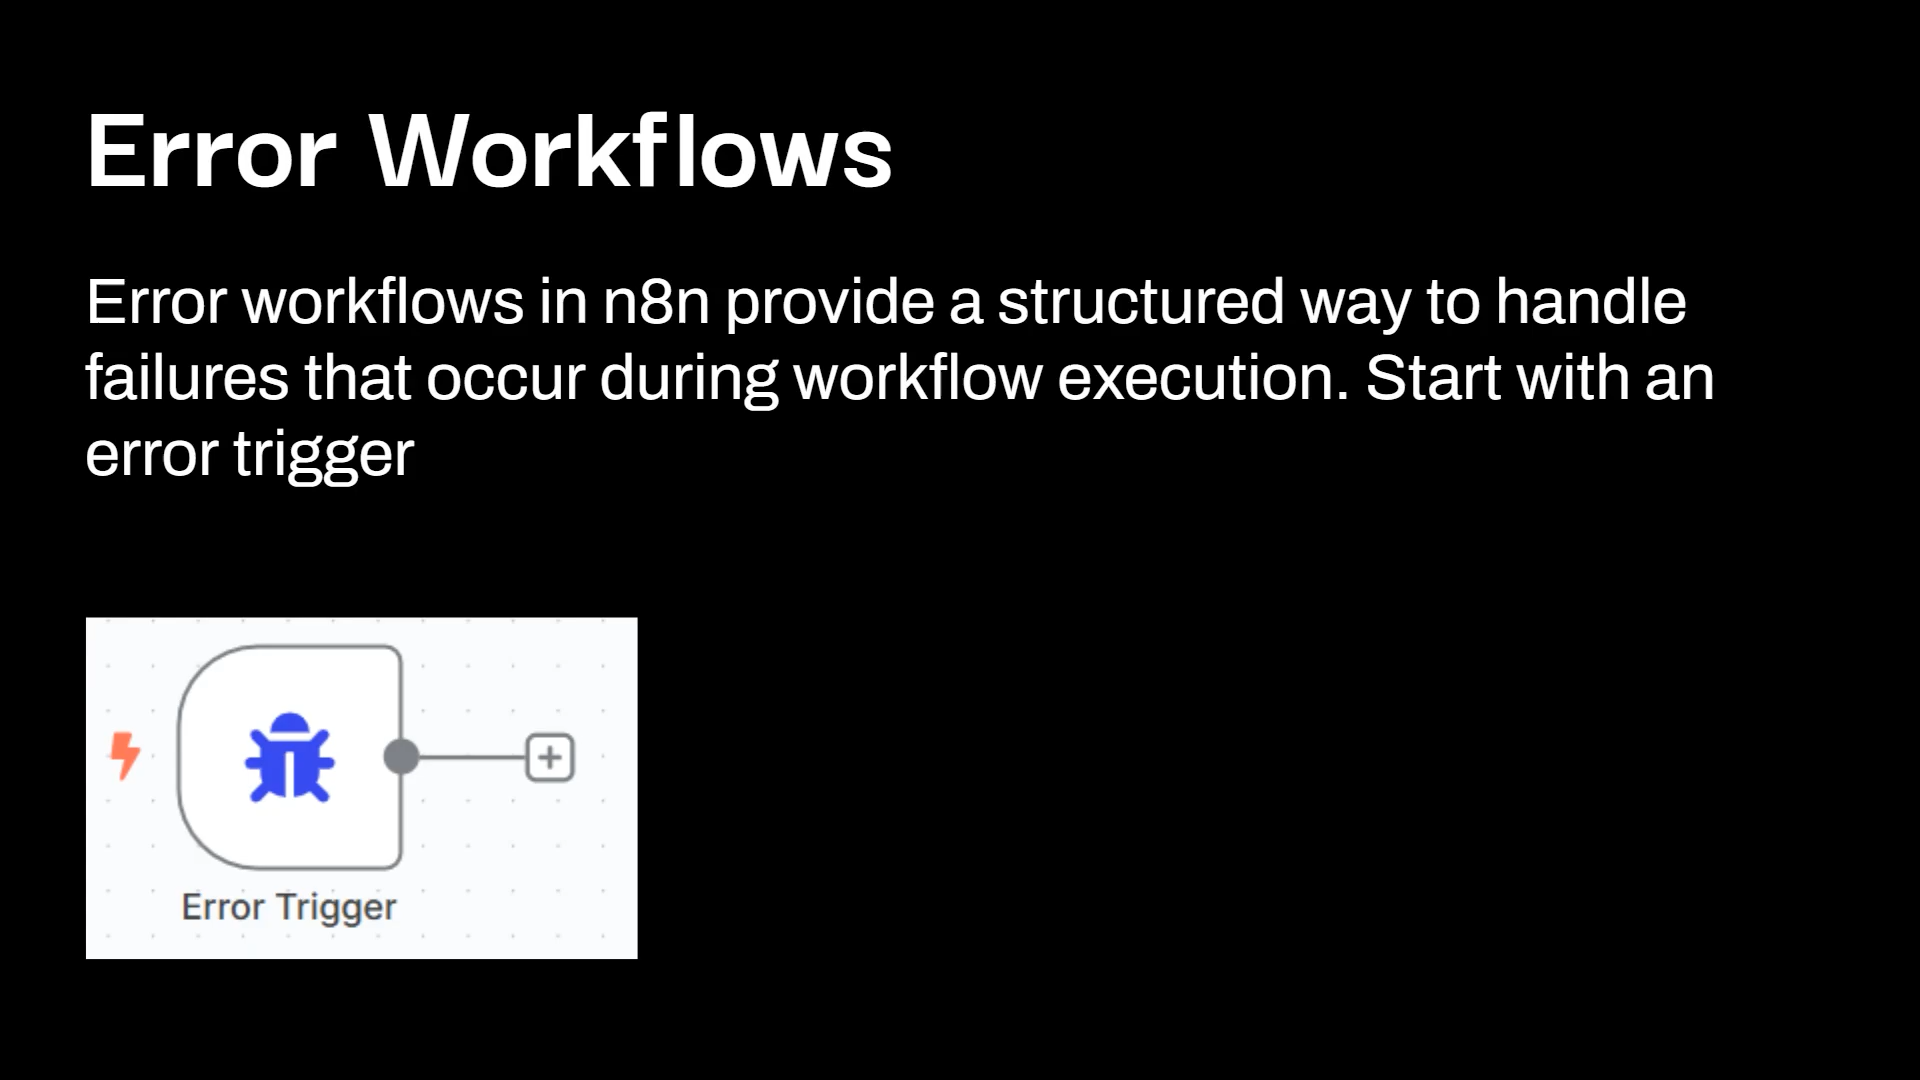 Error Workflows
Error workflows in n8n provide a structured way to handle
failures that occur during workflow execution. Start with an
error trigger
Error Trigger